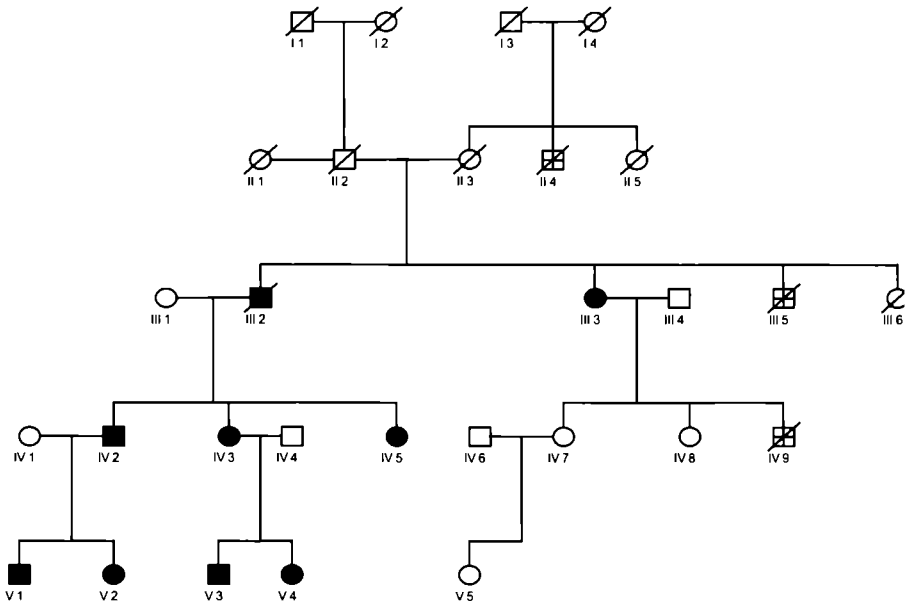 I 1 I 2 I 3 I 4
II 1 II 2 II 3 II 4 II 5
III 1 III 2 III 3 III 4 III 5 III 6
IV 1 IV 2 IV 3 IV 4 IV 5 IV 6 IV 7 IV 8 IV 9
V 1 V 2 V 3 V 4 V 5